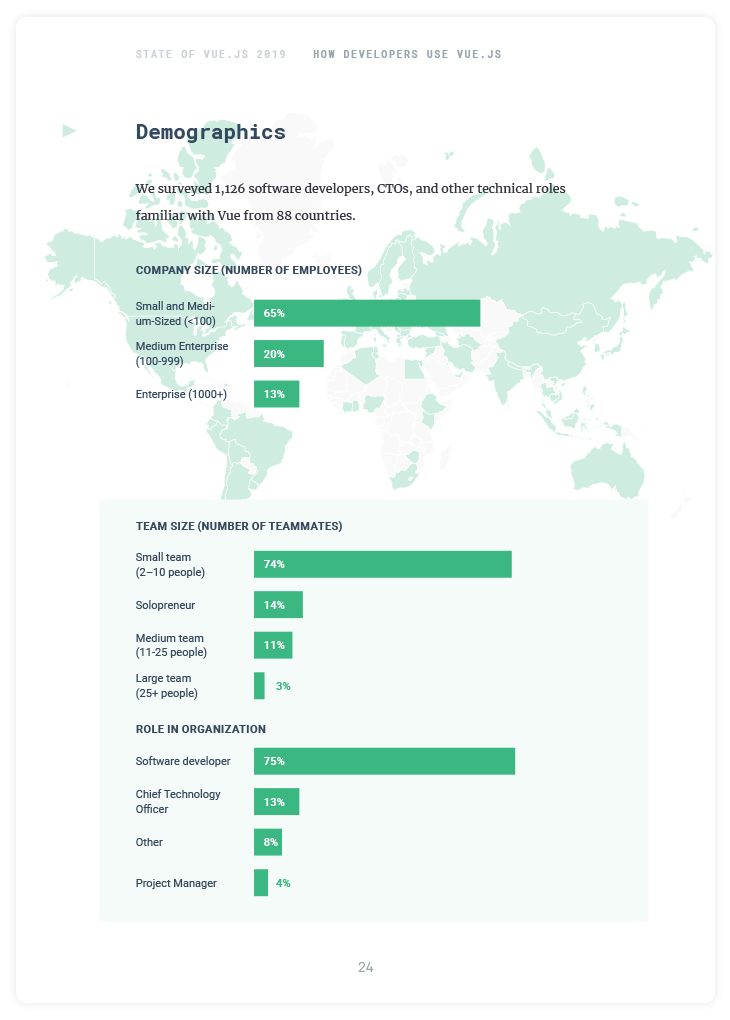 STATE OF VUE.JS 2019 HOW DEVELOPERS USE VUE.JS
Demographics
We surveyed 1,126 software developers, CTOs, and other technical roles
familiar with Vue from 88 countries.
COMPANY SIZE (NUMBER OF EMPLOYEES)
Small and Medi-
um-Sized (<100)
65%
Medium Enterprise
(100-999)
20%
Enterprise (1000+)
13%
TEAM SIZE (NUMBER OF TEAMMATES)
Small team
(2–10 people)
74%
Solopreneur
14%
Medium team
(11-25 people)
11%
Large team
(25+ people)
3%
ROLE IN ORGANIZATION
Software developer
75%
Chief Technology
Officer
13%
Other
8%
Project Manager
4%
24